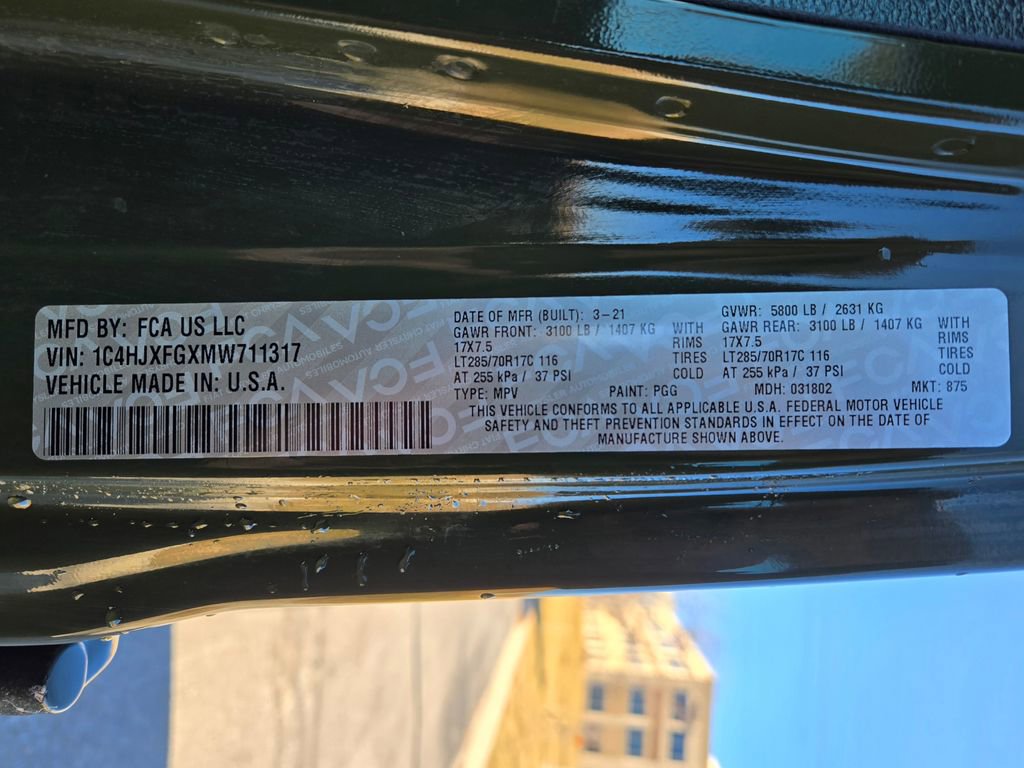 MFD BY: FCA US LLC
VIN: 1C4HJXFGXMW711317
VEHICLE MADE IN: U.S.A.
DATE OF MFR (BUILT): 3-21
GAWR FRONT: 3100 LB / 1407 KG WITH
17X7.5 RIMS
LT285/70R17C 116 TIRES
AT 255 kPa / 37 PSI COLD
GVWR: 5800 LB / 2631 KG
GAWR REAR: 3100 LB / 1407 KG WITH
17X7.5 RIMS
LT285/70R17C 116 TIRES
AT 255 kPa / 37 PSI COLD
TYPE: MPV PAINT: PGG MDH: 031802 MKT: 875
THIS VEHICLE CONFORMS TO ALL APPLICABLE U.S.A. FEDERAL MOTOR VEHICLE
SAFETY AND THEFT PREVENTION STANDARDS IN EFFECT ON THE DATE OF
MANUFACTURE SHOWN ABOVE.